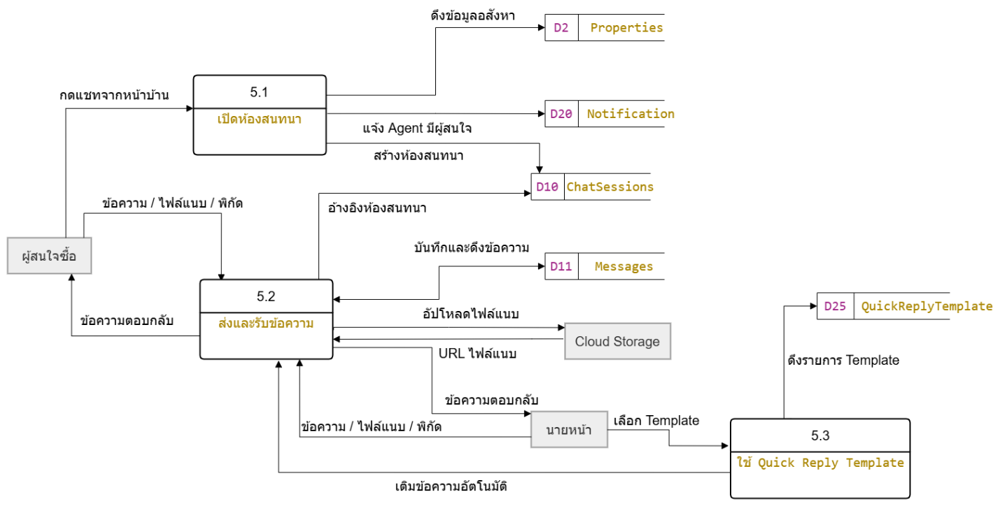 ดึงข้อมูลอสังหา
D2 Properties
กดแชทจากหน้าบ้าน
5.1
เปิดห้องสนทนา
D20 Notification
แจ้ง Agent มีผู้สนใจ
สร้างห้องสนทนา
D10 ChatSessions
ข้อความ / ไฟล์แนบ / พิกัด
อ้างอิงห้องสนทนา
ผู้สนใจซื้อ
บันทึกและดึงข้อความ
D11 Messages
5.2
ส่งและรับข้อความ
ข้อความตอบกลับ
อัปโหลดไฟล์แนบ
Cloud Storage
URL ไฟล์แนบ
D25 QuickReplyTemplate
ดึงรายการ Template
ข้อความตอบกลับ
ข้อความ / ไฟล์แนบ / พิกัด
นายหน้า
เลือก Template
5.3
ใช้ Quick Reply Template
เติมข้อความอัตโนมัติ